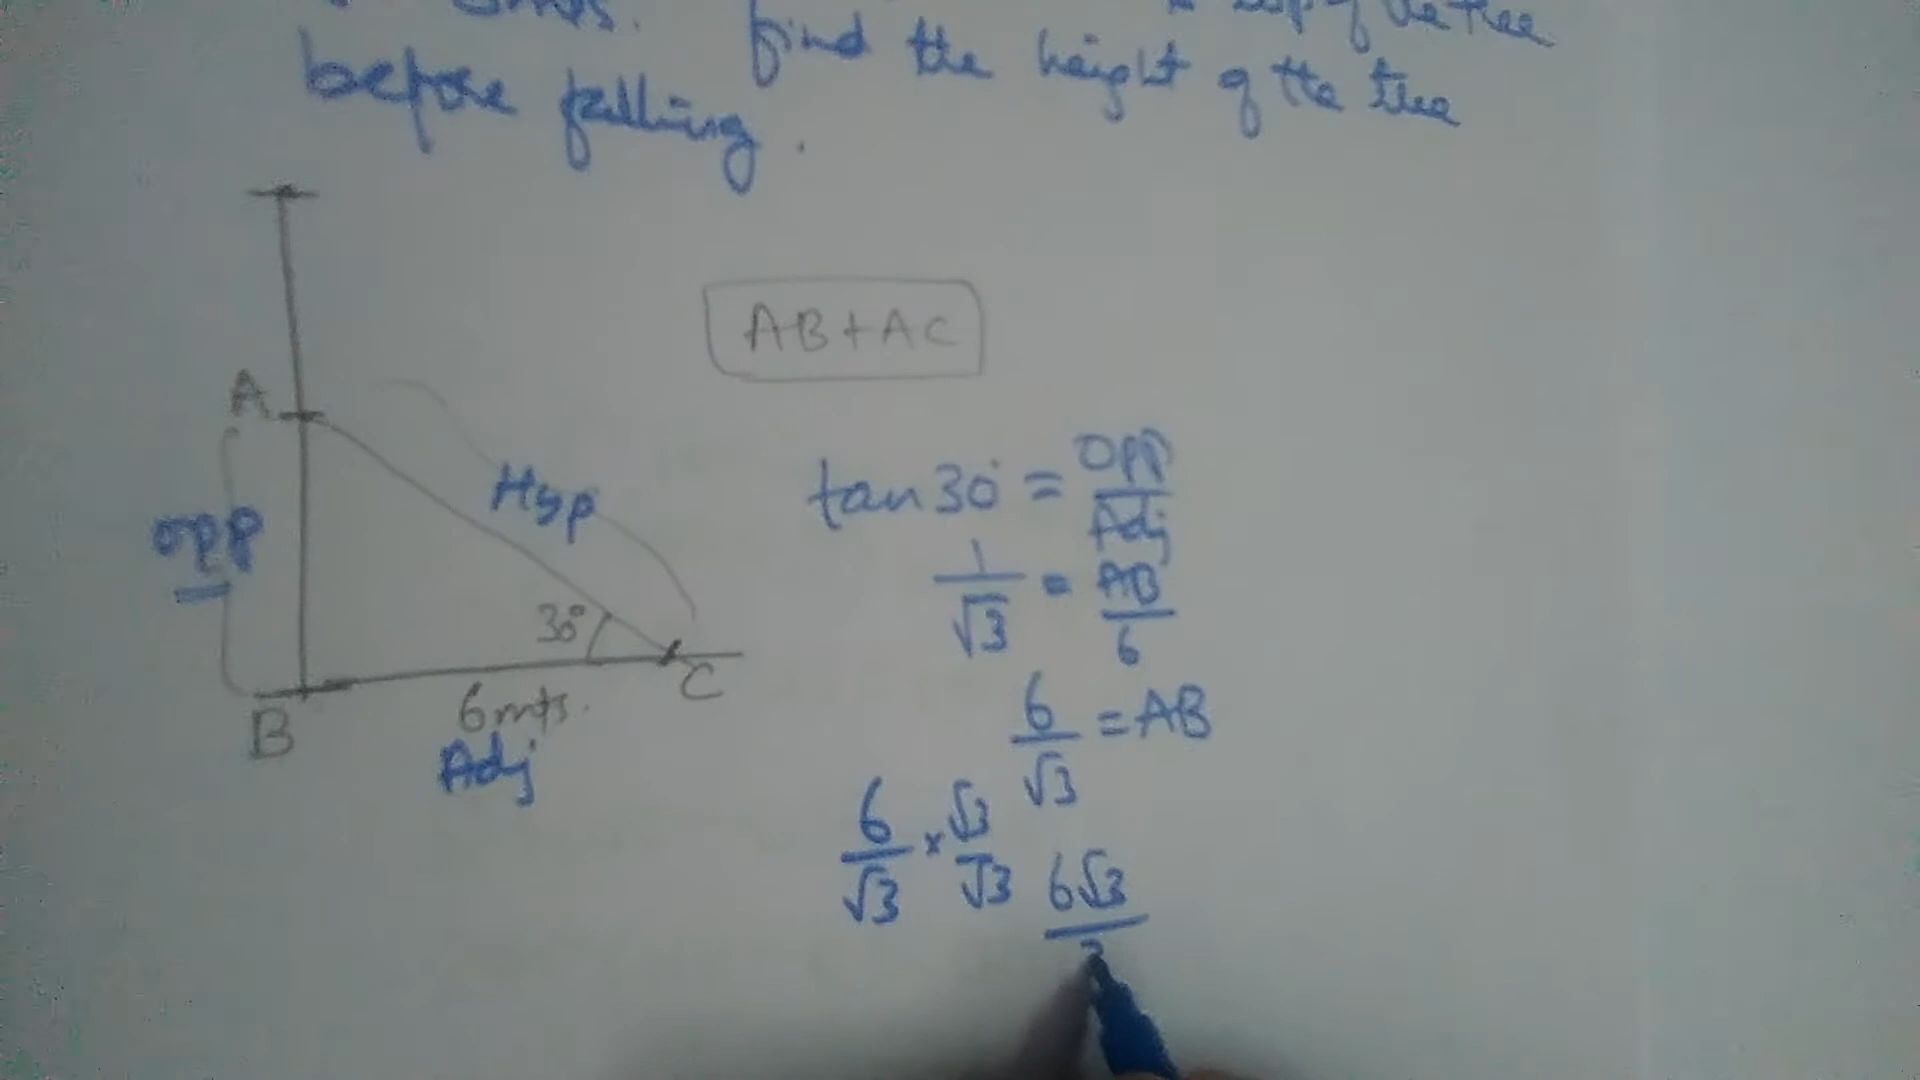 find the height of the tree
before falling.
AB+AC
A
Hyp
opp
30°
6mts.
B
C
Adj
tan 30° = opp/Adj
1/√3 = AB/6
6/√3 = AB
6/√3 × √3/√3 6√3/